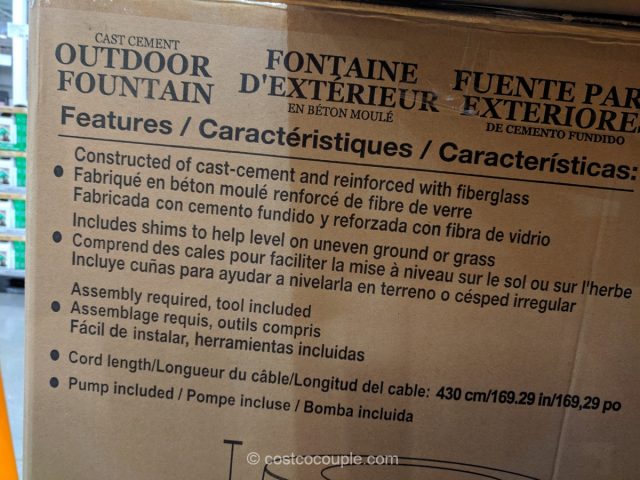 CAST CEMENT
OUTDOOR
FOUNTAIN
FONTAINE
D'EXTÉRIEUR
EN BÉTON MOULÉ
FUENTE PAR
EXTERIORE
DE CEMENTO FUNDIDO
Features / Caractéristiques / Características:
• Constructed of cast-cement and reinforced with fiberglass
Fabriqué en béton moulé renforcé de fibre de verre
Fabricada con cemento fundido y reforzada con fibra de vidrio
• Includes shims to help level on uneven ground or grass
Comprend des cales pour faciliter la mise à niveau sur le sol ou sur l'herbe
Incluye cuñas para ayudar a nivelarla en terreno o césped irregular
• Assembly required, tool included
Assemblage requis, outils compris
Fácil de instalar, herramientas incluidas
• Cord length/Longueur du câble/Longitud del cable: 430 cm/169.29 in/169,29 po
• Pump included / Pompe incluse / Bomba incluida
© costcocouple.com